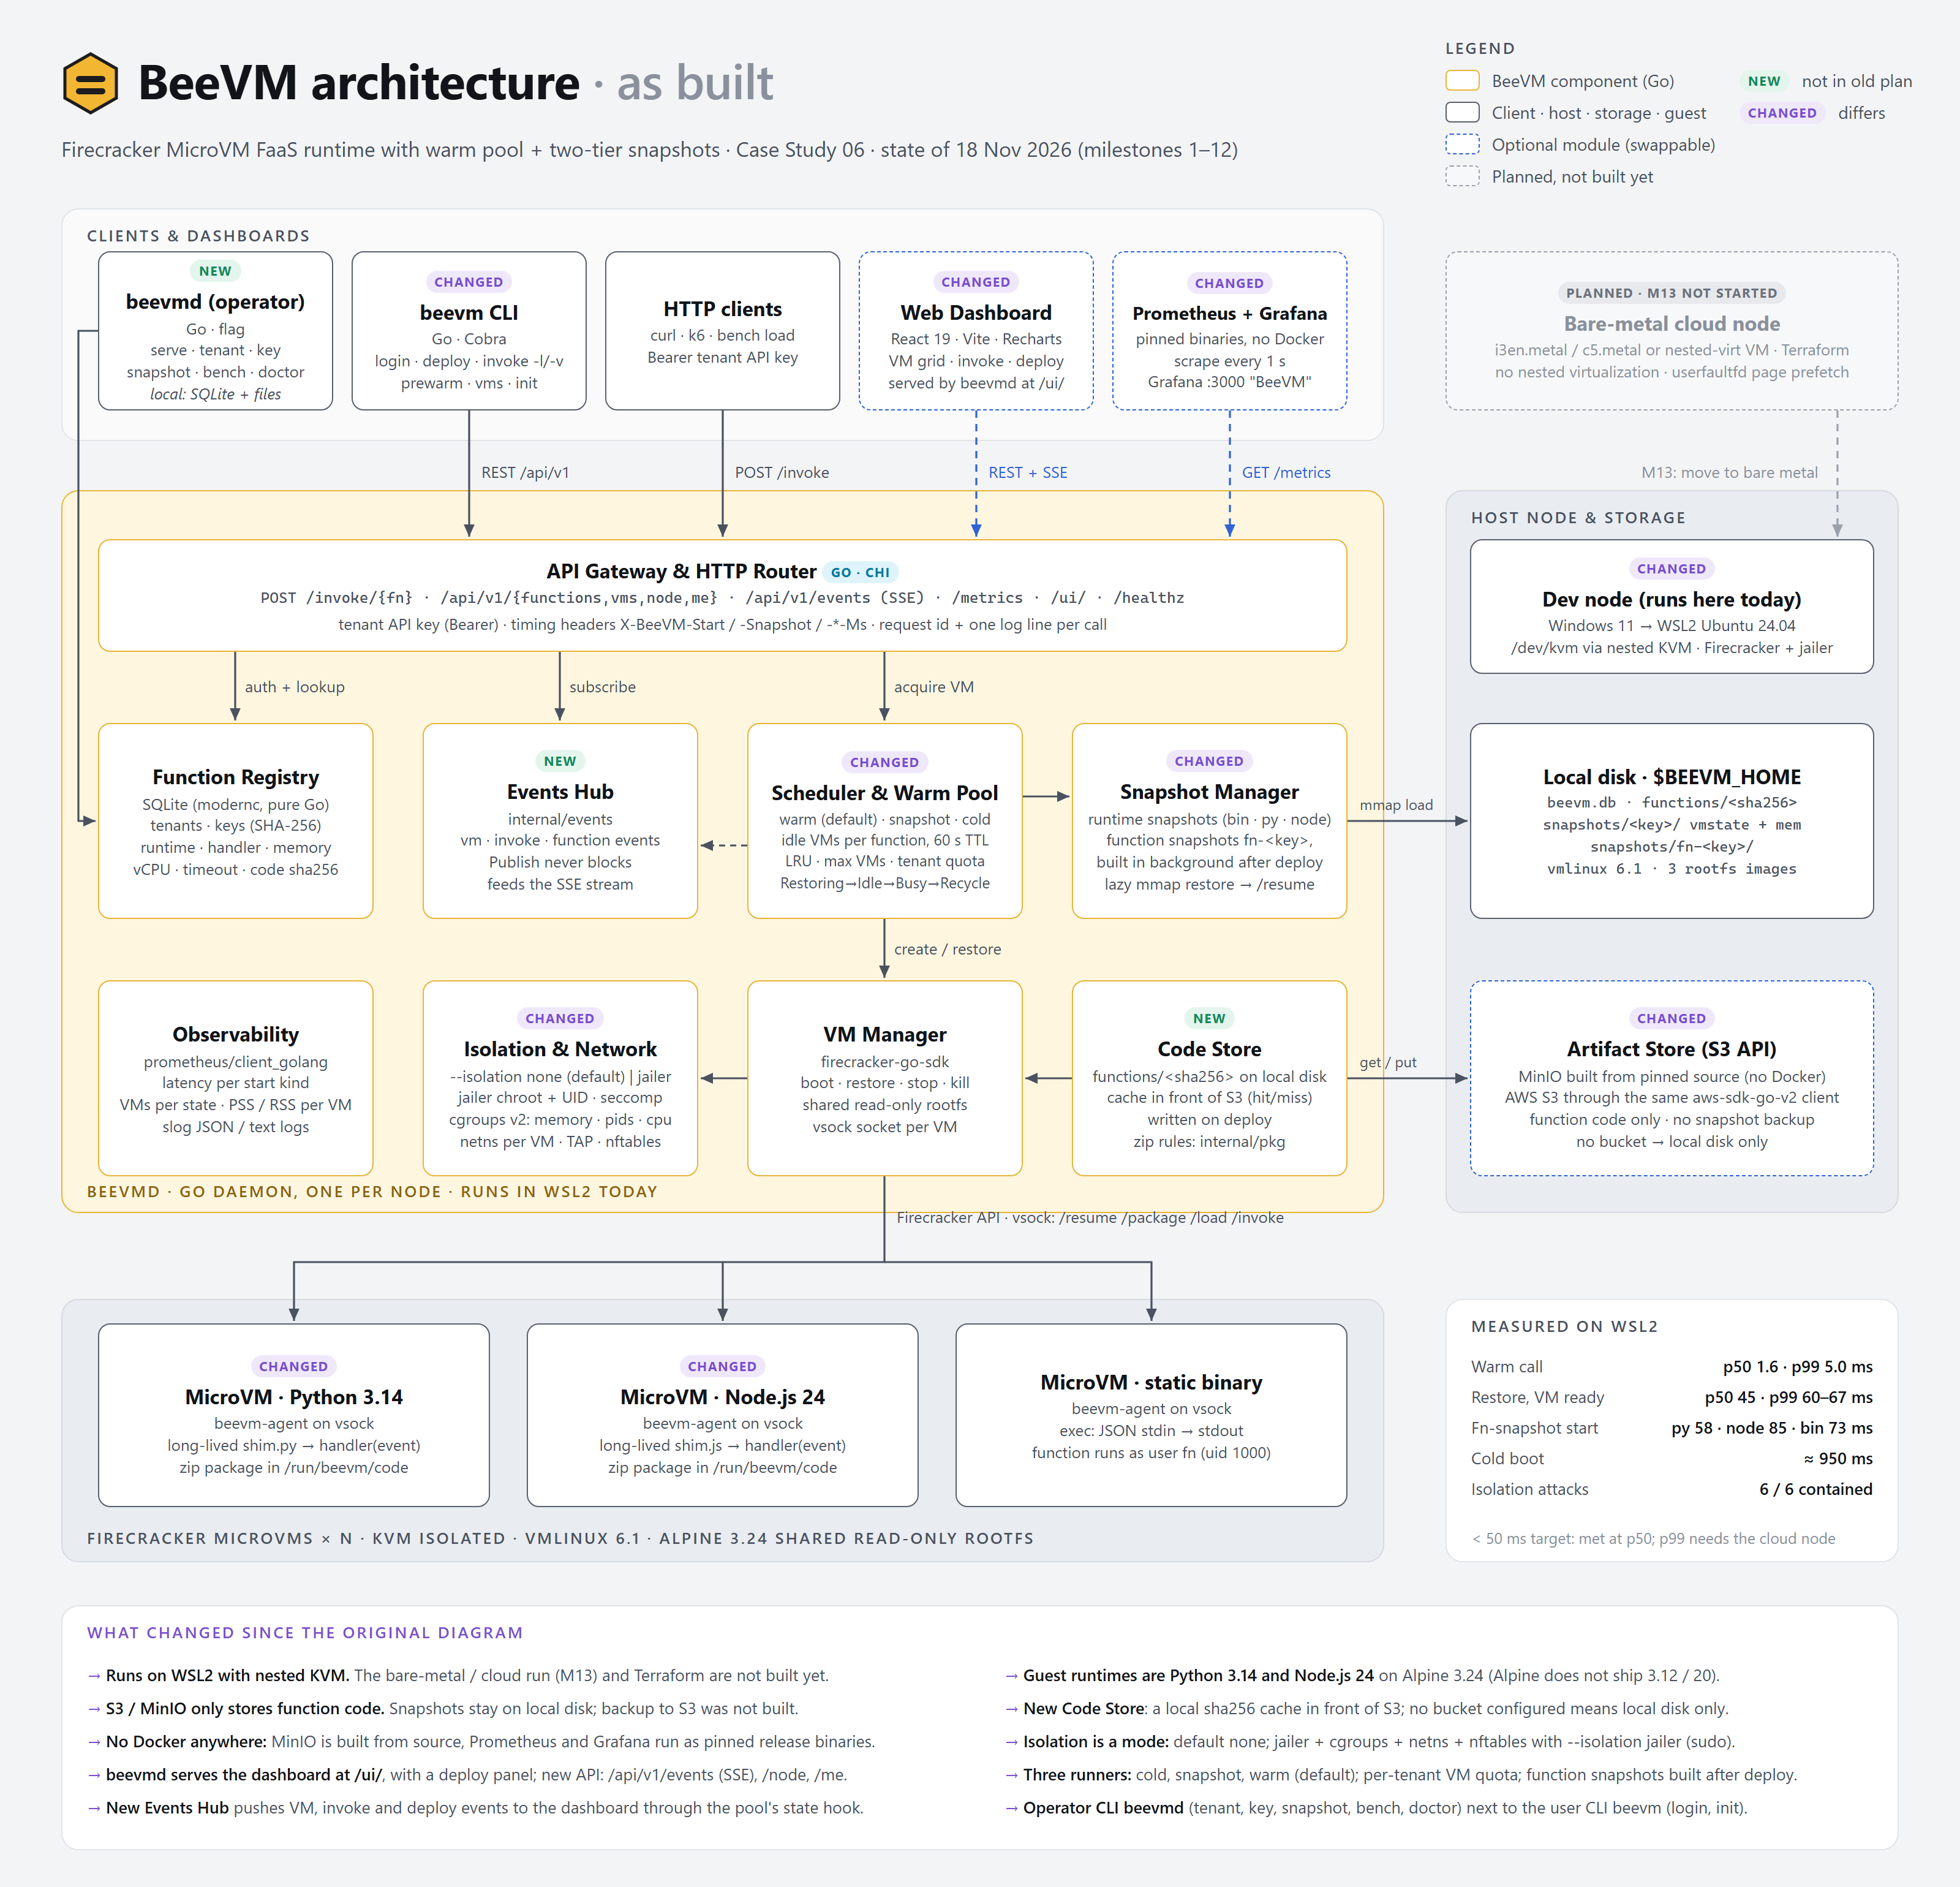 BeeVM architecture · as built
Firecracker MicroVM FaaS runtime with warm pool + two-tier snapshots · Case Study 06 · state of 18 Nov 2026 (milestones 1–12)
LEGEND
BeeVM component (Go)
NEW not in old plan
Client · host · storage · guest
CHANGED differs
Optional module (swappable)
Planned, not built yet
CLIENTS & DASHBOARDS
NEW
beevmd (operator)
Go · flag
serve · tenant · key
snapshot · bench · doctor
local: SQLite + files
CHANGED
beevm CLI
Go · Cobra
login · deploy · invoke -l/-v
prewarm · vms · init
HTTP clients
curl · k6 · bench load
Bearer tenant API key
CHANGED
Web Dashboard
React 19 · Vite · Recharts
VM grid · invoke · deploy
served by beevmd at /ui/
CHANGED
Prometheus + Grafana
pinned binaries, no Docker
scrape every 1 s
Grafana :3000 "BeeVM"
PLANNED · M13 NOT STARTED
Bare-metal cloud node
i3en.metal / c5.metal or nested-virt VM · Terraform
no nested virtualization · userfaultfd page prefetch
REST /api/v1
POST /invoke
REST + SSE
GET /metrics
M13: move to bare metal
API Gateway & HTTP Router GO · CHI
POST /invoke/{fn} · /api/v1/{functions,vms,node,me} · /api/v1/events (SSE) · /metrics · /ui/ · /healthz
tenant API key (Bearer) · timing headers X-BeeVM-Start / -Snapshot / -*-Ms · request id + one log line per call
HOST NODE & STORAGE
CHANGED
Dev node (runs here today)
Windows 11 → WSL2 Ubuntu 24.04
/dev/kvm via nested KVM · Firecracker + jailer
auth + lookup
subscribe
acquire VM
Function Registry
SQLite (modernc, pure Go)
tenants · keys (SHA-256)
runtime · handler · memory
vCPU · timeout · code sha256
NEW
Events Hub
internal/events
vm · invoke · function events
Publish never blocks
feeds the SSE stream
CHANGED
Scheduler & Warm Pool
warm (default) · snapshot · cold
idle VMs per function, 60 s TTL
LRU · max VMs · tenant quota
Restoring→Idle→Busy→Recycle
CHANGED
Snapshot Manager
runtime snapshots (bin · py · node)
function snapshots fn-<key>,
built in background after deploy
lazy mmap restore → /resume
mmap load
Local disk · $BEEVM_HOME
beevm.db · functions/<sha256>
snapshots/<key>/ vmstate + mem
snapshots/fn-<key>/
vmlinux 6.1 · 3 rootfs images
create / restore
Observability
prometheus/client_golang
latency per start kind
VMs per state · PSS / RSS per VM
slog JSON / text logs
CHANGED
Isolation & Network
--isolation none (default) | jailer
jailer chroot + UID · seccomp
cgroups v2: memory · pids · cpu
netns per VM · TAP · nftables
VM Manager
firecracker-go-sdk
boot · restore · stop · kill
shared read-only rootfs
vsock socket per VM
NEW
Code Store
functions/<sha256> on local disk
cache in front of S3 (hit/miss)
written on deploy
zip rules: internal/pkg
get / put
CHANGED
Artifact Store (S3 API)
MinIO built from pinned source (no Docker)
AWS S3 through the same aws-sdk-go-v2 client
function code only · no snapshot backup
no bucket → local disk only
BEEVMD · GO DAEMON, ONE PER NODE · RUNS IN WSL2 TODAY
Firecracker API · vsock: /resume /package /load /invoke
CHANGED
MicroVM · Python 3.14
beevm-agent on vsock
long-lived shim.py → handler(event)
zip package in /run/beevm/code
CHANGED
MicroVM · Node.js 24
beevm-agent on vsock
long-lived shim.js → handler(event)
zip package in /run/beevm/code
MicroVM · static binary
beevm-agent on vsock
exec: JSON stdin → stdout
function runs as user fn (uid 1000)
FIRECRACKER MICROVMS × N · KVM ISOLATED · VMLINUX 6.1 · ALPINE 3.24 SHARED READ-ONLY ROOTFS
MEASURED ON WSL2
Warm call p50 1.6 · p99 5.0 ms
Restore, VM ready p50 45 · p99 60–67 ms
Fn-snapshot start py 58 · node 85 · bin 73 ms
Cold boot ≈ 950 ms
Isolation attacks 6 / 6 contained
< 50 ms target: met at p50; p99 needs the cloud node
WHAT CHANGED SINCE THE ORIGINAL DIAGRAM
→ Runs on WSL2 with nested KVM. The bare-metal / cloud run (M13) and Terraform are not built yet.
→ S3 / MinIO only stores function code. Snapshots stay on local disk; backup to S3 was not built.
→ No Docker anywhere: MinIO is built from source, Prometheus and Grafana run as pinned release binaries.
→ beevmd serves the dashboard at /ui/, with a deploy panel; new API: /api/v1/events (SSE), /node, /me.
→ New Events Hub pushes VM, invoke and deploy events to the dashboard through the pool's state hook.
→ Guest runtimes are Python 3.14 and Node.js 24 on Alpine 3.24 (Alpine does not ship 3.12 / 20).
→ New Code Store: a local sha256 cache in front of S3; no bucket configured means local disk only.
→ Isolation is a mode: default none; jailer + cgroups + netns + nftables with --isolation jailer (sudo).
→ Three runners: cold, snapshot, warm (default); per-tenant VM quota; function snapshots built after deploy.
→ Operator CLI beevmd (tenant, key, snapshot, bench, doctor) next to the user CLI beevm (login, init).